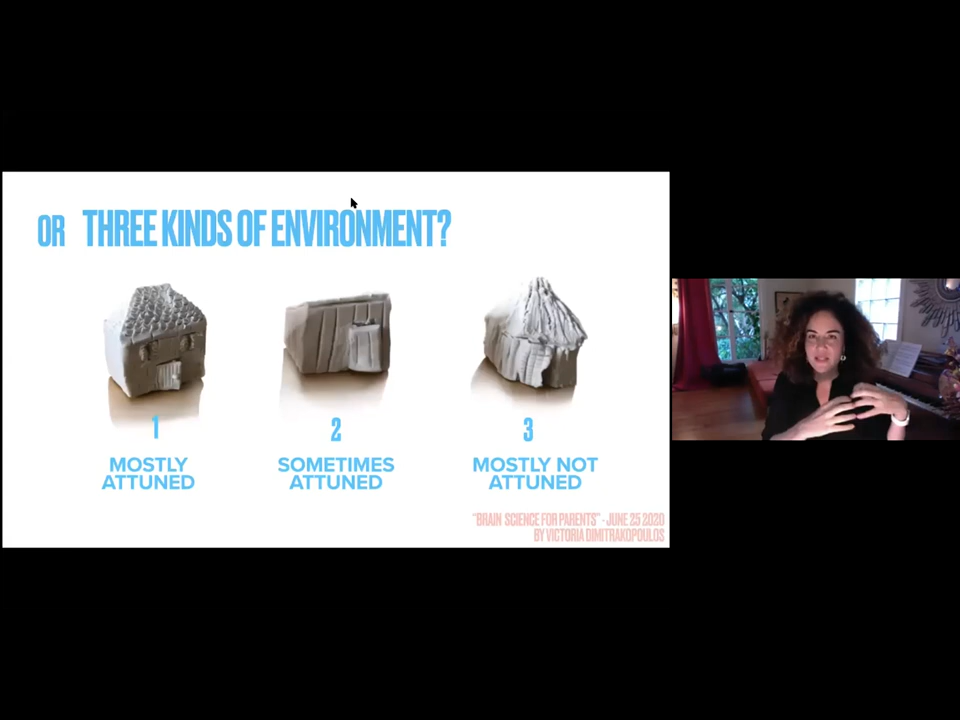 OR THREE KINDS OF ENVIRONMENT?
1
2
3
MOSTLY
ATTUNED
SOMETIMES
ATTUNED
MOSTLY NOT
ATTUNED
"BRAIN SCIENCE FOR PARENTS" - JUNE 25 2020
BY VICTORIA DIMITRAKOPOULOS